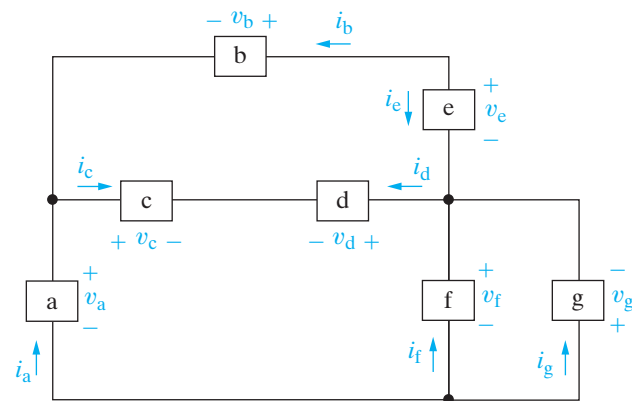 − v_b + i_b
b
i_e e + v_e −
i_c i_d
c d
+ v_c − − v_d +
a + v_a − f + v_f − g − v_g +
i_a i_f i_g